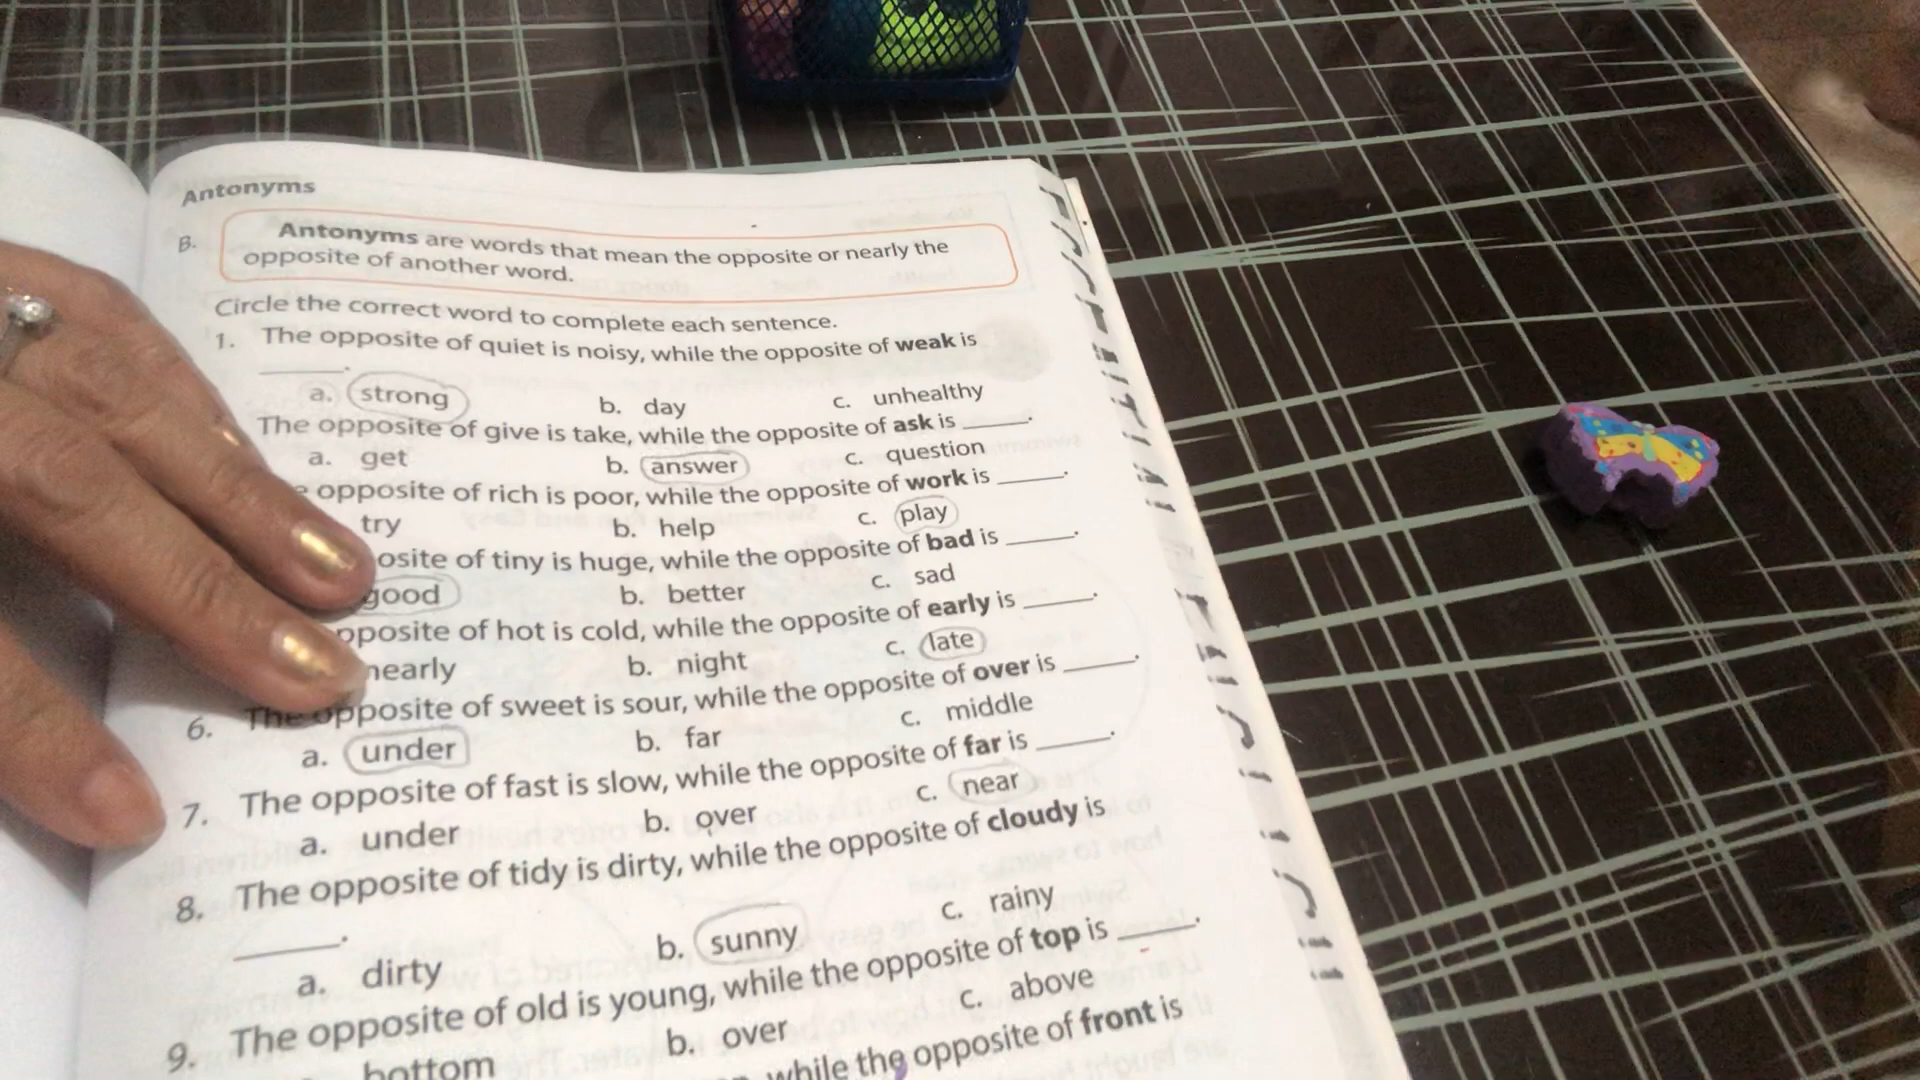 Antonyms
B. Antonyms are words that mean the opposite or nearly the
opposite of another word.
Circle the correct word to complete each sentence.
1. The opposite of quiet is noisy, while the opposite of weak is
______.
a. strong b. day c. unhealthy
The opposite of give is take, while the opposite of ask is _____.
a. get b. answer c. question
opposite of rich is poor, while the opposite of work is _____.
try b. help c. play
osite of tiny is huge, while the opposite of bad is _____.
good b. better c. sad
pposite of hot is cold, while the opposite of early is _____.
nearly b. night c. late
6. The opposite of sweet is sour, while the opposite of over is _____.
a. under b. far c. middle
7. The opposite of fast is slow, while the opposite of far is _____.
a. under b. over c. near
8. The opposite of tidy is dirty, while the opposite of cloudy is
______.
a. dirty b. sunny c. rainy
9. The opposite of old is young, while the opposite of top is _____.
bottom b. over c. above
while the opposite of front is